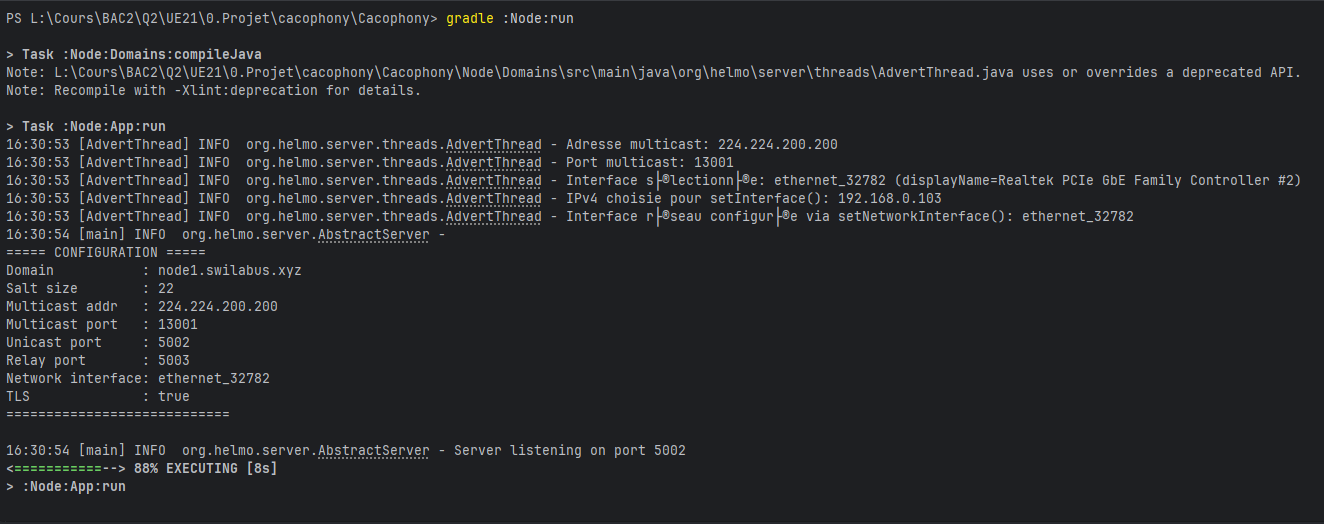 PS L:\Cours\BAC2\Q2\UE21\0.Projet\cacophony\Cacophony> gradle :Node:run
> Task :Node:Domains:compileJava
Note: L:\Cours\BAC2\Q2\UE21\0.Projet\cacophony\Cacophony\Node\Domains\src\main\java\org\helmo\server\threads\AdvertThread.java uses or overrides a deprecated API.
Note: Recompile with -Xlint:deprecation for details.
> Task :Node:App:run
16:30:53 [AdvertThread] INFO  org.helmo.server.threads.AdvertThread - Adresse multicast: 224.224.200.200
16:30:53 [AdvertThread] INFO  org.helmo.server.threads.AdvertThread - Port multicast: 13001
16:30:53 [AdvertThread] INFO  org.helmo.server.threads.AdvertThread - Interface s├®lectionn├®e: ethernet_32782 (displayName=Realtek PCIe GbE Family Controller #2)
16:30:53 [AdvertThread] INFO  org.helmo.server.threads.AdvertThread - IPv4 choisie pour setInterface(): 192.168.0.103
16:30:53 [AdvertThread] INFO  org.helmo.server.threads.AdvertThread - Interface r├®seau configur├®e via setNetworkInterface(): ethernet_32782
16:30:54 [main] INFO  org.helmo.server.AbstractServer -
===== CONFIGURATION =====
Domain           : node1.swilabus.xyz
Salt size        : 22
Multicast addr   : 224.224.200.200
Multicast port   : 13001
Unicast port     : 5002
Relay port       : 5003
Network interface: ethernet_32782
TLS              : true
============================
16:30:54 [main] INFO  org.helmo.server.AbstractServer - Server listening on port 5002
<===========--> 88% EXECUTING [8s]
> :Node:App:run